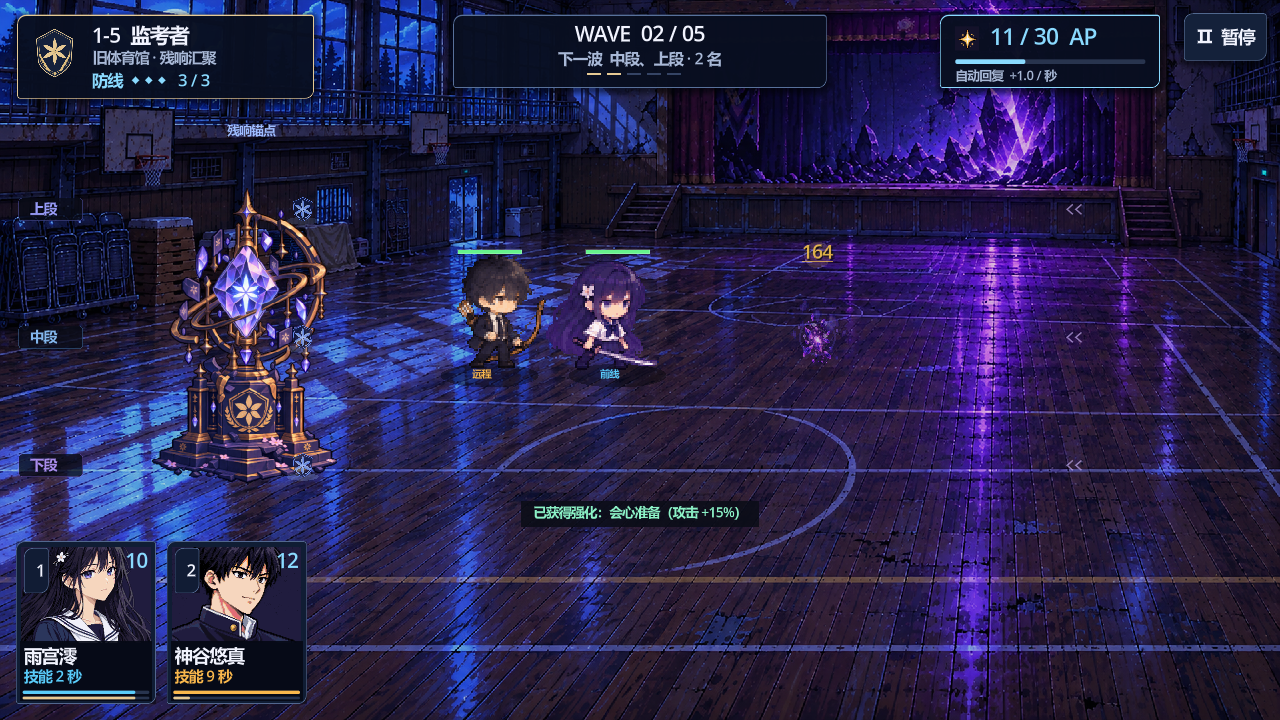 1-5 监考者
旧体育馆 · 残响汇聚
防线 3 / 3
WAVE 02 / 05
下一波 中段、上段 · 2 名
11 / 30 AP
自动回复 +1.0 / 秒
暂停
残响锚点
上段
中段
下段
164
远程
前线
已获得强化：会心准备（攻击 +15%）
1
10
雨宫澪
技能 2 秒
2
12
神谷悠真
技能 9 秒